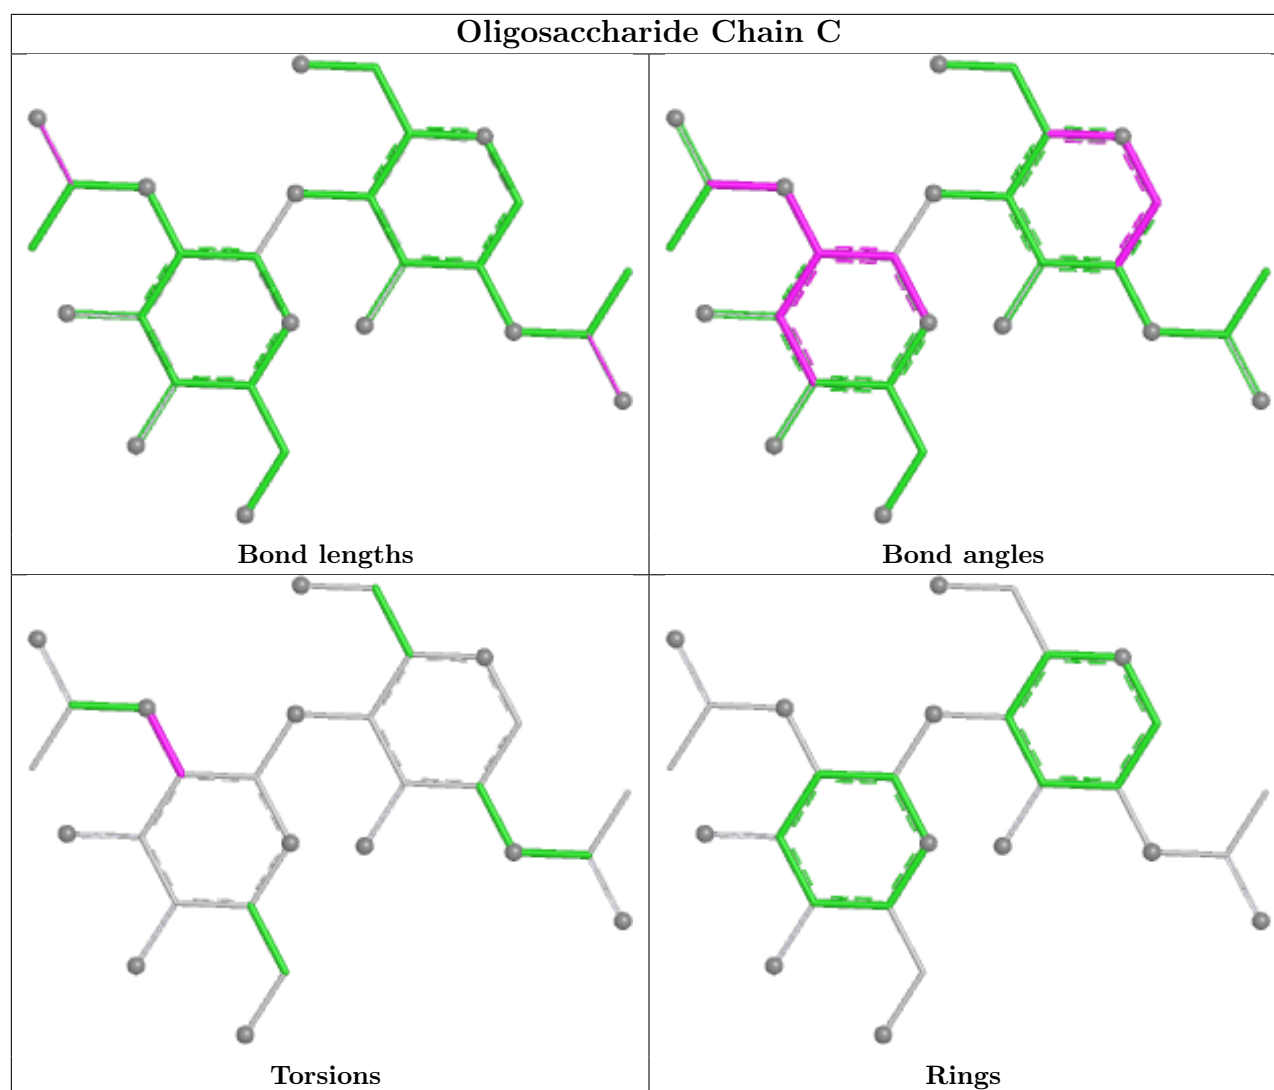 Oligosaccharide Chain C
Bond lengths
Bond angles
Torsions
Rings